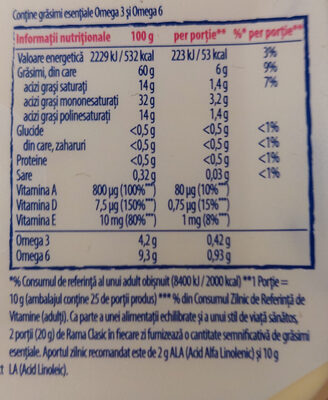 Conține grăsimi esențiale Omega 3 și Omega 6
Informații nutriționale 100 g per porție** %* per porție**
Valoare energetică 2229 kJ / 532 kcal 223 kJ / 53 kcal 3%
Grăsimi, din care 60 g 6 g 9%
acizi grași saturați 14 g 1,4 g 7%
acizi grași mononesaturați 32 g 3,2 g
acizi grași polinesaturați 14 g 1,4 g
Glucide <0,5 g <0,5 g <1%
din care, zaharuri <0,5 g <0,5 g <1%
Proteine <0,5 g <0,5 g <1%
Sare 0,32 g 0,03 g <1%
Vitamina A 800 µg (100%***) 80 µg (10%***)
Vitamina D 7,5 µg (150%***) 0,75 µg (15%***)
Vitamina E 10 mg (80%***) 1 mg (8%***)
Omega 3 4,2 g 0,42 g
Omega 6 9,3 g 0,93 g
*% Consumul de referință al unui adult obișnuit (8400 kJ / 2000 kcal) **1 Porție =
10 g (ambalajul conține 25 de porții produs) *** % din Consumul Zilnic de Referință de
Vitamine (adulți). Ca parte a unei alimentații echilibrate și a unui stil de viață sănătos,
2 porții (20 g) de Rama Clasic în fiecare zi furnizează o cantitate semnificativă de grăsimi
esențiale. Aportul zilnic recomandat este de 2 g ALA (Acid Alfa Linolenic) și 10 g
LA (Acid Linoleic).